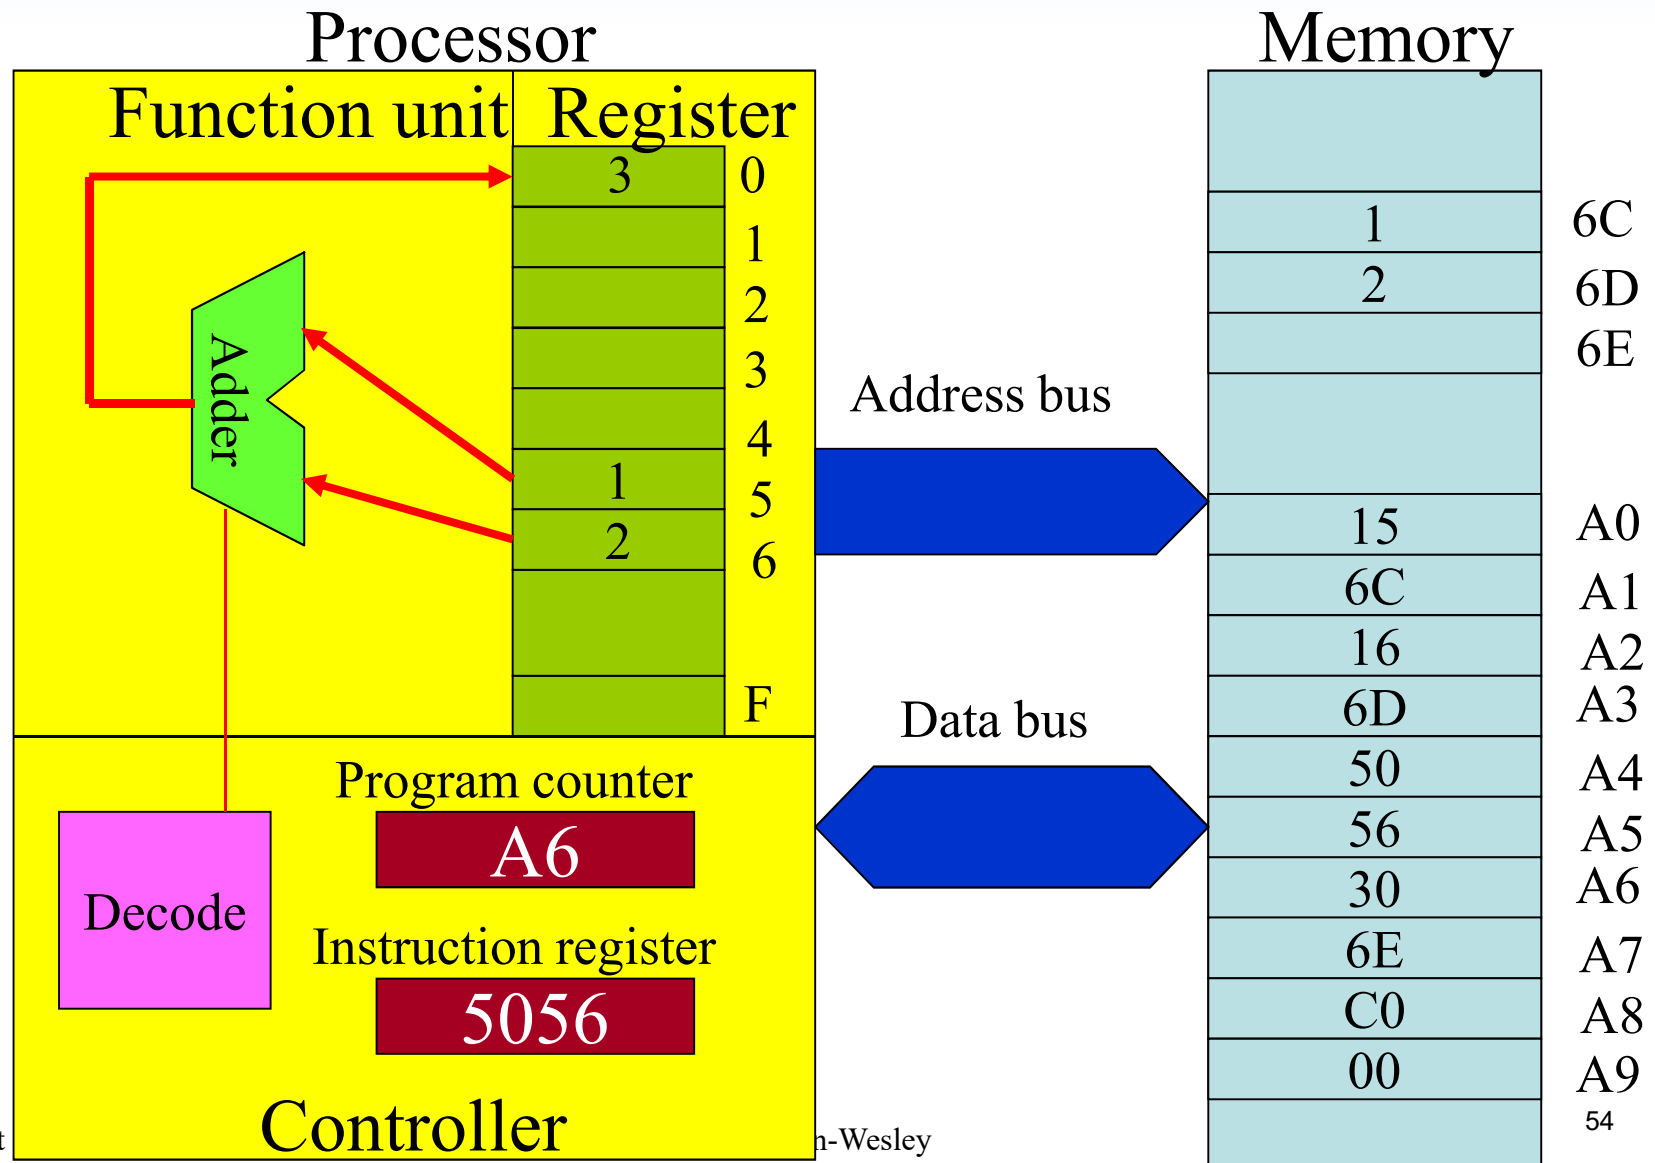 Processor
Memory
Function unit
Register
3
0
1
2
3
4
1
5
2
6
F
Adder
Address bus
Data bus
1
6C
2
6D
6E
15
A0
6C
A1
16
A2
6D
A3
50
A4
56
A5
30
A6
6E
A7
C0
A8
00
A9
Program counter
A6
Decode
Instruction register
5056
Controller
t
n-Wesley
54